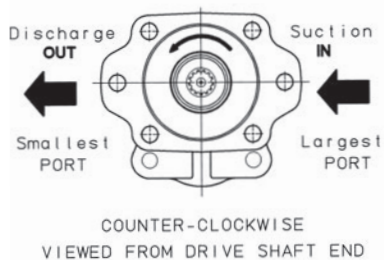 Discharge
OUT
Suction
IN
Smallest
PORT
Largest
PORT
COUNTER-CLOCKWISE
VIEWED FROM DRIVE SHAFT END